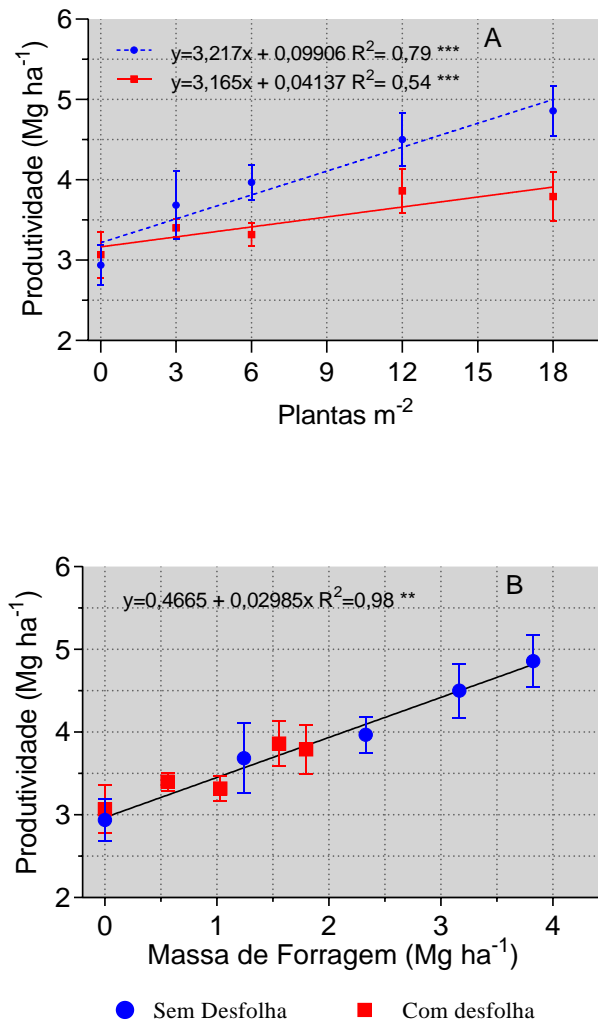 A
y=3,217x + 0,09906 R²= 0,79 ***
y=3,165x + 0,04137 R²= 0,54 ***
Produtividade (Mg ha⁻¹)
6
5
4
3
2
0 3 6 9 12 15 18
Plantas m⁻²
B
y=0,4665 + 0,02985x R²=0,98 **
Produtividade (Mg ha⁻¹)
6
5
4
3
2
0 1 2 3 4
Massa de Forragem (Mg ha⁻¹)
Sem Desfolha Com desfolha